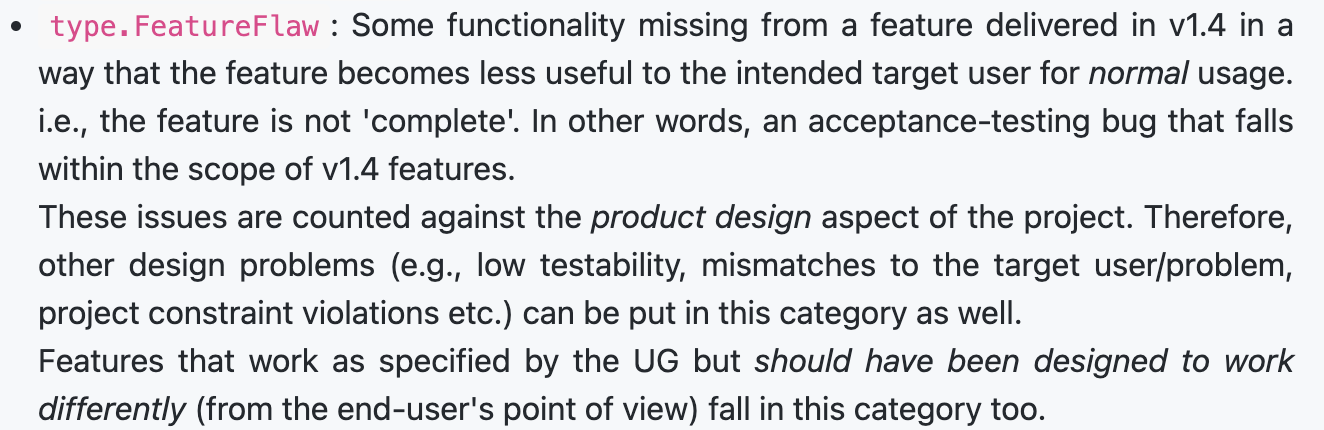 • type.FeatureFlaw : Some functionality missing from a feature delivered in v1.4 in a
way that the feature becomes less useful to the intended target user for normal usage.
i.e., the feature is not 'complete'. In other words, an acceptance-testing bug that falls
within the scope of v1.4 features.
These issues are counted against the product design aspect of the project. Therefore,
other design problems (e.g., low testability, mismatches to the target user/problem,
project constraint violations etc.) can be put in this category as well.
Features that work as specified by the UG but should have been designed to work
differently (from the end-user's point of view) fall in this category too.